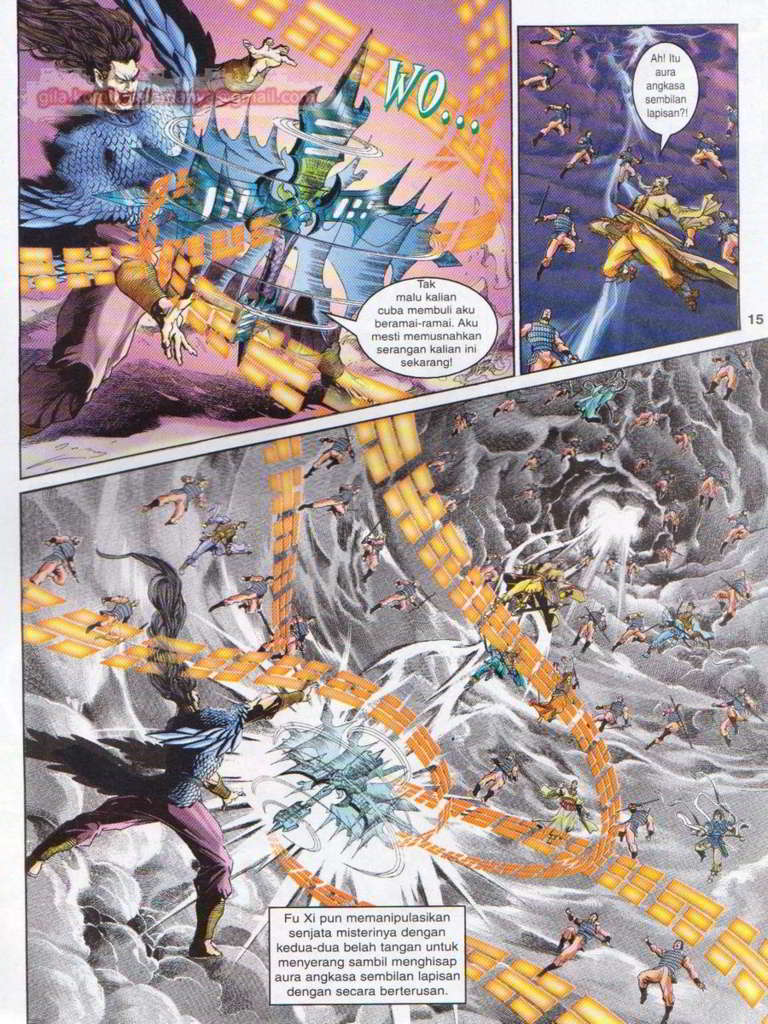 WO...
Tak
malu kalian
cuba membuli aku
beramai-ramai. Aku
mesti memusnahkan
serangan kalian ini
sekarang!
Ah! Itu
aura
angkasa
sembilan
lapisan?!
15
Fu Xi pun memanipulasikan
senjata misterinya dengan
kedua-dua belah tangan untuk
menyerang sambil menghisap
aura angkasa sembilan lapisan
dengan secara berterusan.